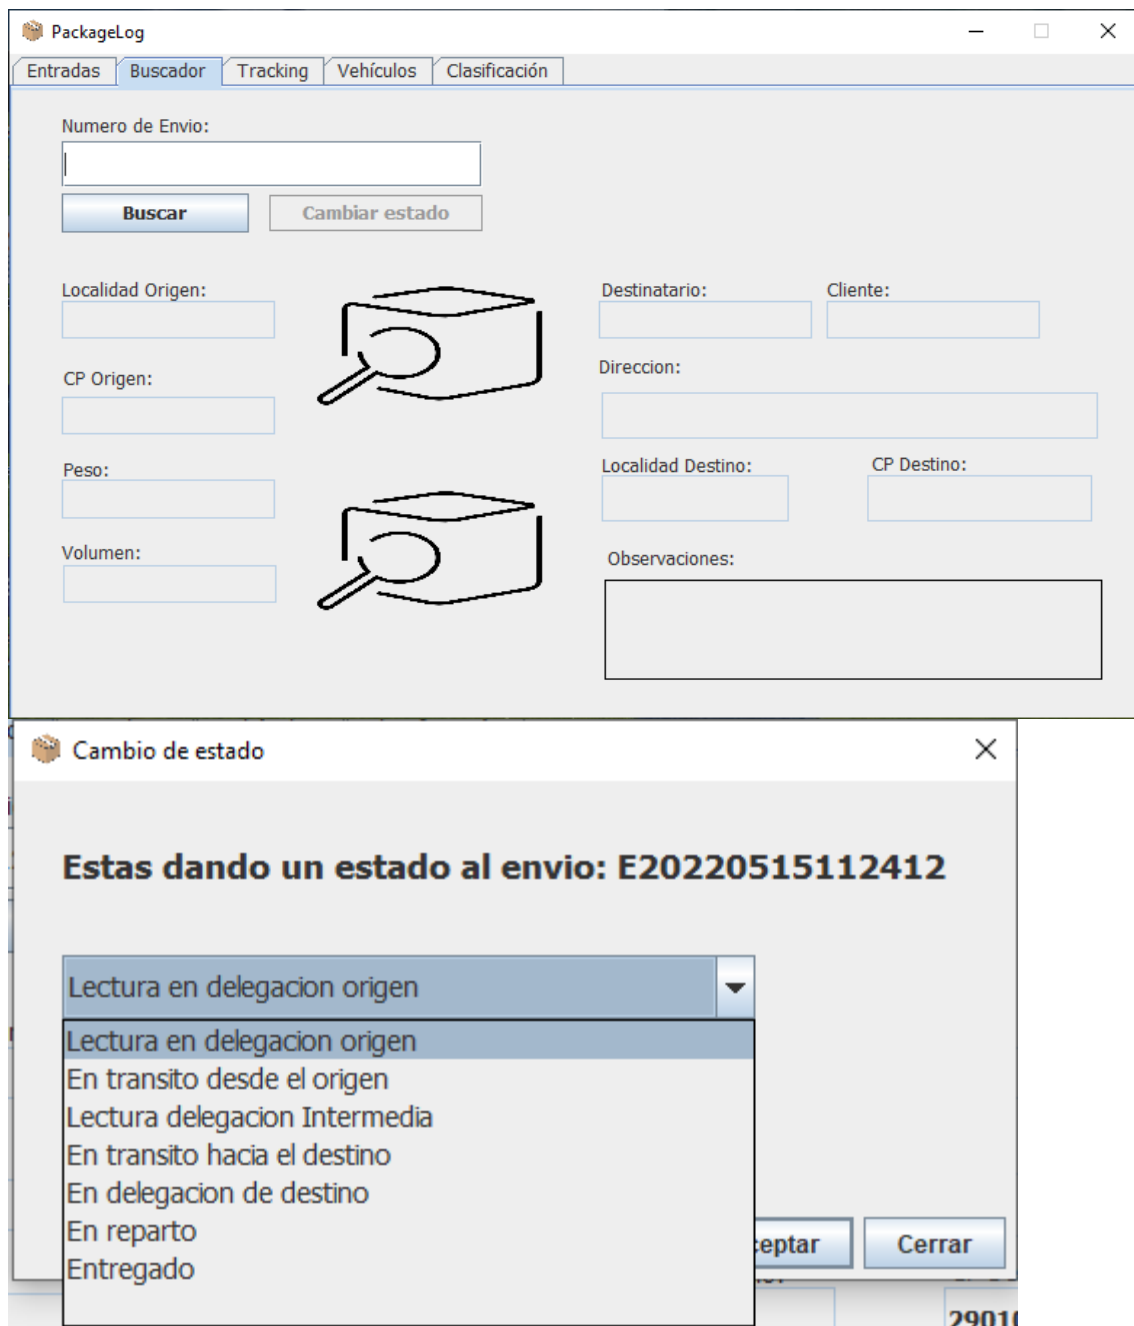 PackageLog
Entradas Buscador Tracking Vehículos Clasificación
Numero de Envio:
Buscar Cambiar estado
Localidad Origen:
Destinatario: Cliente:
CP Origen:
Direccion:
Peso:
Localidad Destino: CP Destino:
Volumen:
Observaciones:
Cambio de estado
Estas dando un estado al envio: E20220515112412
Lectura en delegacion origen
Lectura en delegacion origen
En transito desde el origen
Lectura delegacion Intermedia
En transito hacia el destino
En delegacion de destino
En reparto
Entregado
ceptar Cerrar
2901